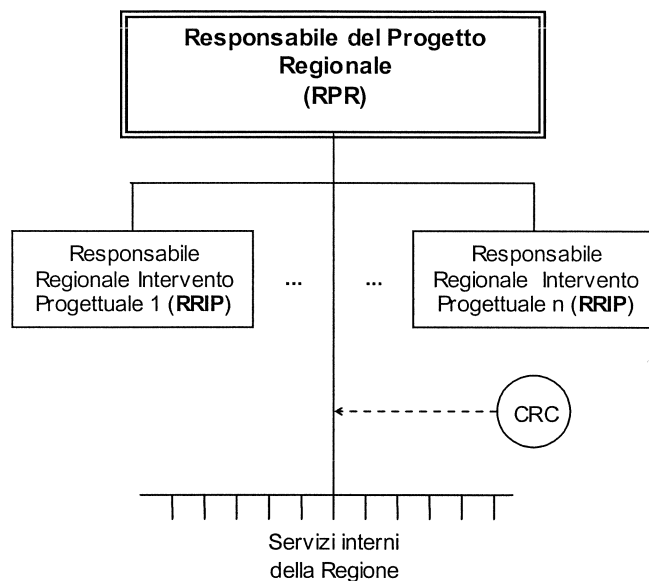 Responsabile del Progetto
Regionale
(RPR)
Responsabile
Regionale Intervento
Progettuale 1 (RRIP)
...
...
Responsabile
Regionale Intervento
Progettuale n (RRIP)
CRC
Servizi interni
della Regione